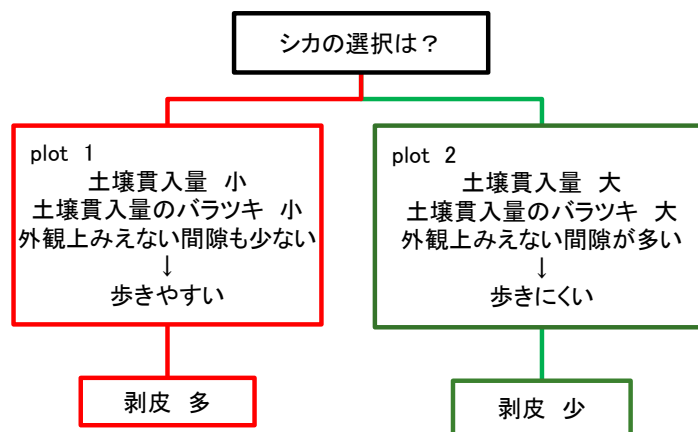 シカの選択は？
plot 1
土壌貫入量 小
土壌貫入量のバラツキ 小
外観上みえない間隙も少ない
↓
歩きやすい
剥皮 多
plot 2
土壌貫入量 大
土壌貫入量のバラツキ 大
外観上みえない間隙が多い
↓
歩きにくい
剥皮 少